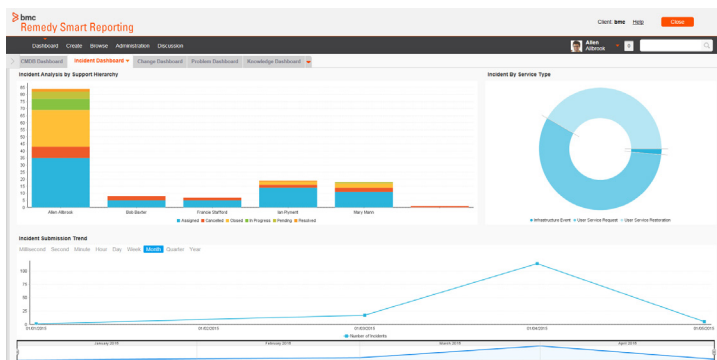 bmc
Remedy Smart Reporting
Client: bmc Help Close
Dashboard Create Browse Administration Discussion
Allen
Allbrook
CMDB Dashboard Incident Dashboard Change Dashboard Problem Dashboard Knowledge Dashboard
Incident Analysis by Support Hierarchy
Incident By Service Type
85
80
75
70
65
60
55
50
45
40
35
30
25
20
15
10
5
0
Allen Allbrook Bob Baxter Francie Stafford Ian Plyment Mary Mann
Assigned Cancelled Closed In Progress Pending Resolved
Infrastructure Event User Service Request User Service Restoration
Incident Submission Trend
Millisecond Second Minute Hour Day Week Month Quarter Year
100
75
50
25
0
01/01/2015 01/02/2015 01/03/2015 01/04/2015 01/05/2015
Number of Incidents
January 2015 February 2015 March 2015 April 2015